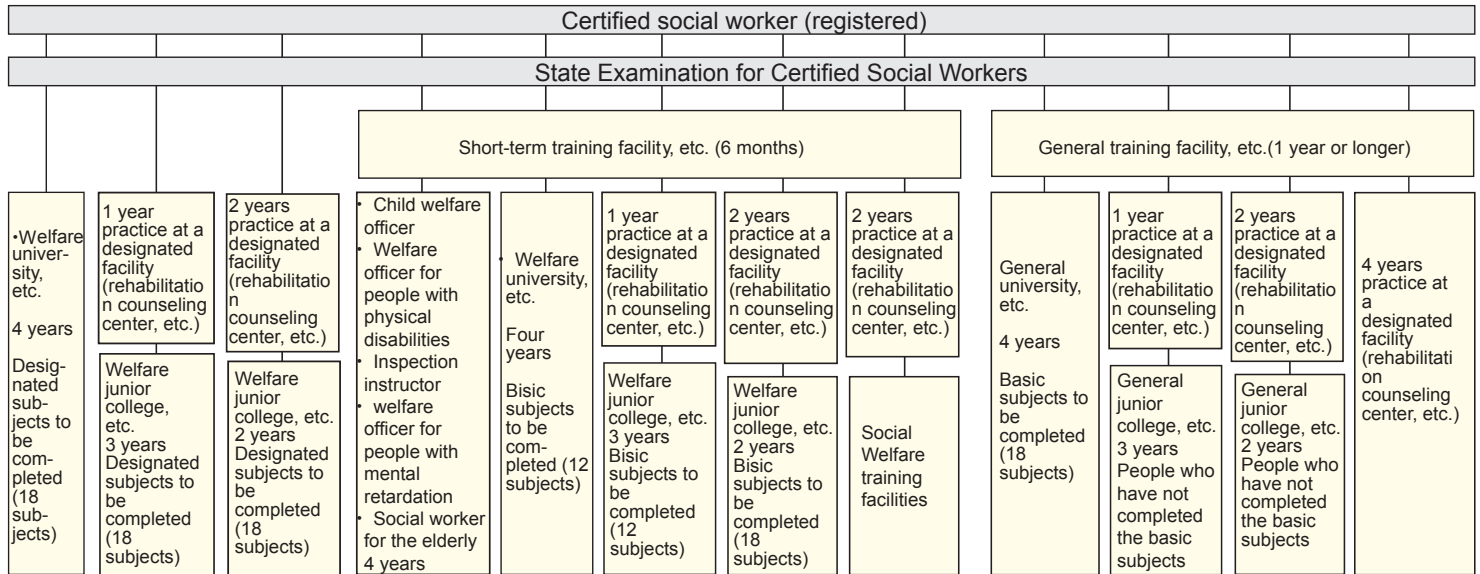 Certified social worker (registered)
State Examination for Certified Social Workers
Short-term training facility, etc. (6 months)
General training facility, etc.(1 year or longer)
•Welfare
univer-
sity,
etc.
4 years
Desig-
nated
sub-
jects to
be
com-
pleted
(18
sub-
jects)
1 year
practice at a
designated
facility
(rehabilitatio
n counseling
center, etc.)
Welfare
junior
college,
etc.
3 years
Designated
subjects to
be
completed
(18
subjects)
2 years
practice at a
designated
facility
(rehabilitatio
n
counseling
center, etc.)
Welfare
junior
college, etc.
2 years
Designated
subjects to
be
completed
(18
subjects)
• Child welfare
officer
• Welfare
officer for
people with
physical
disabilities
• Inspection
instructor
• welfare
officer for
people with
mental
retardation
• Social worker
for the elderly
4 years
• Welfare
university,
etc.
Four
years
Bisic
subjects
to be
com-
pleted (12
subjects)
1 year
practice at a
designated
facility
(rehabilitatio
n counseling
center, etc.)
Welfare
junior
college, etc.
3 years
Bisic
subjects to
be
completed
(12
subjects)
2 years
practice at a
designated
facility
(rehabilitatio
n counseling
center, etc.)
Welfare
junior
college, etc.
2 years
Bisic
subjects to
be
completed
(18
subjects)
2 years
practice at a
designated
facility
(rehabilitatio
n counseling
center, etc.)
Social
Welfare
training
facilities
General
university,
etc.
4 years
Basic
subjects to
be
completed
(18
subjects)
1 year
practice at a
designated
facility
(rehabilitatio
n counseling
center, etc.)
General
junior
college, etc.
3 years
People who
have not
completed
the basic
subjects
2 years
practice at a
designated
facility
(rehabilitatio
n
counseling
center, etc.)
General
junior
college, etc.
2 years
People who
have not
completed
the basic
subjects
4 years
practice at
a
designated
facility
(rehabilitati
on
counseling
center, etc.)